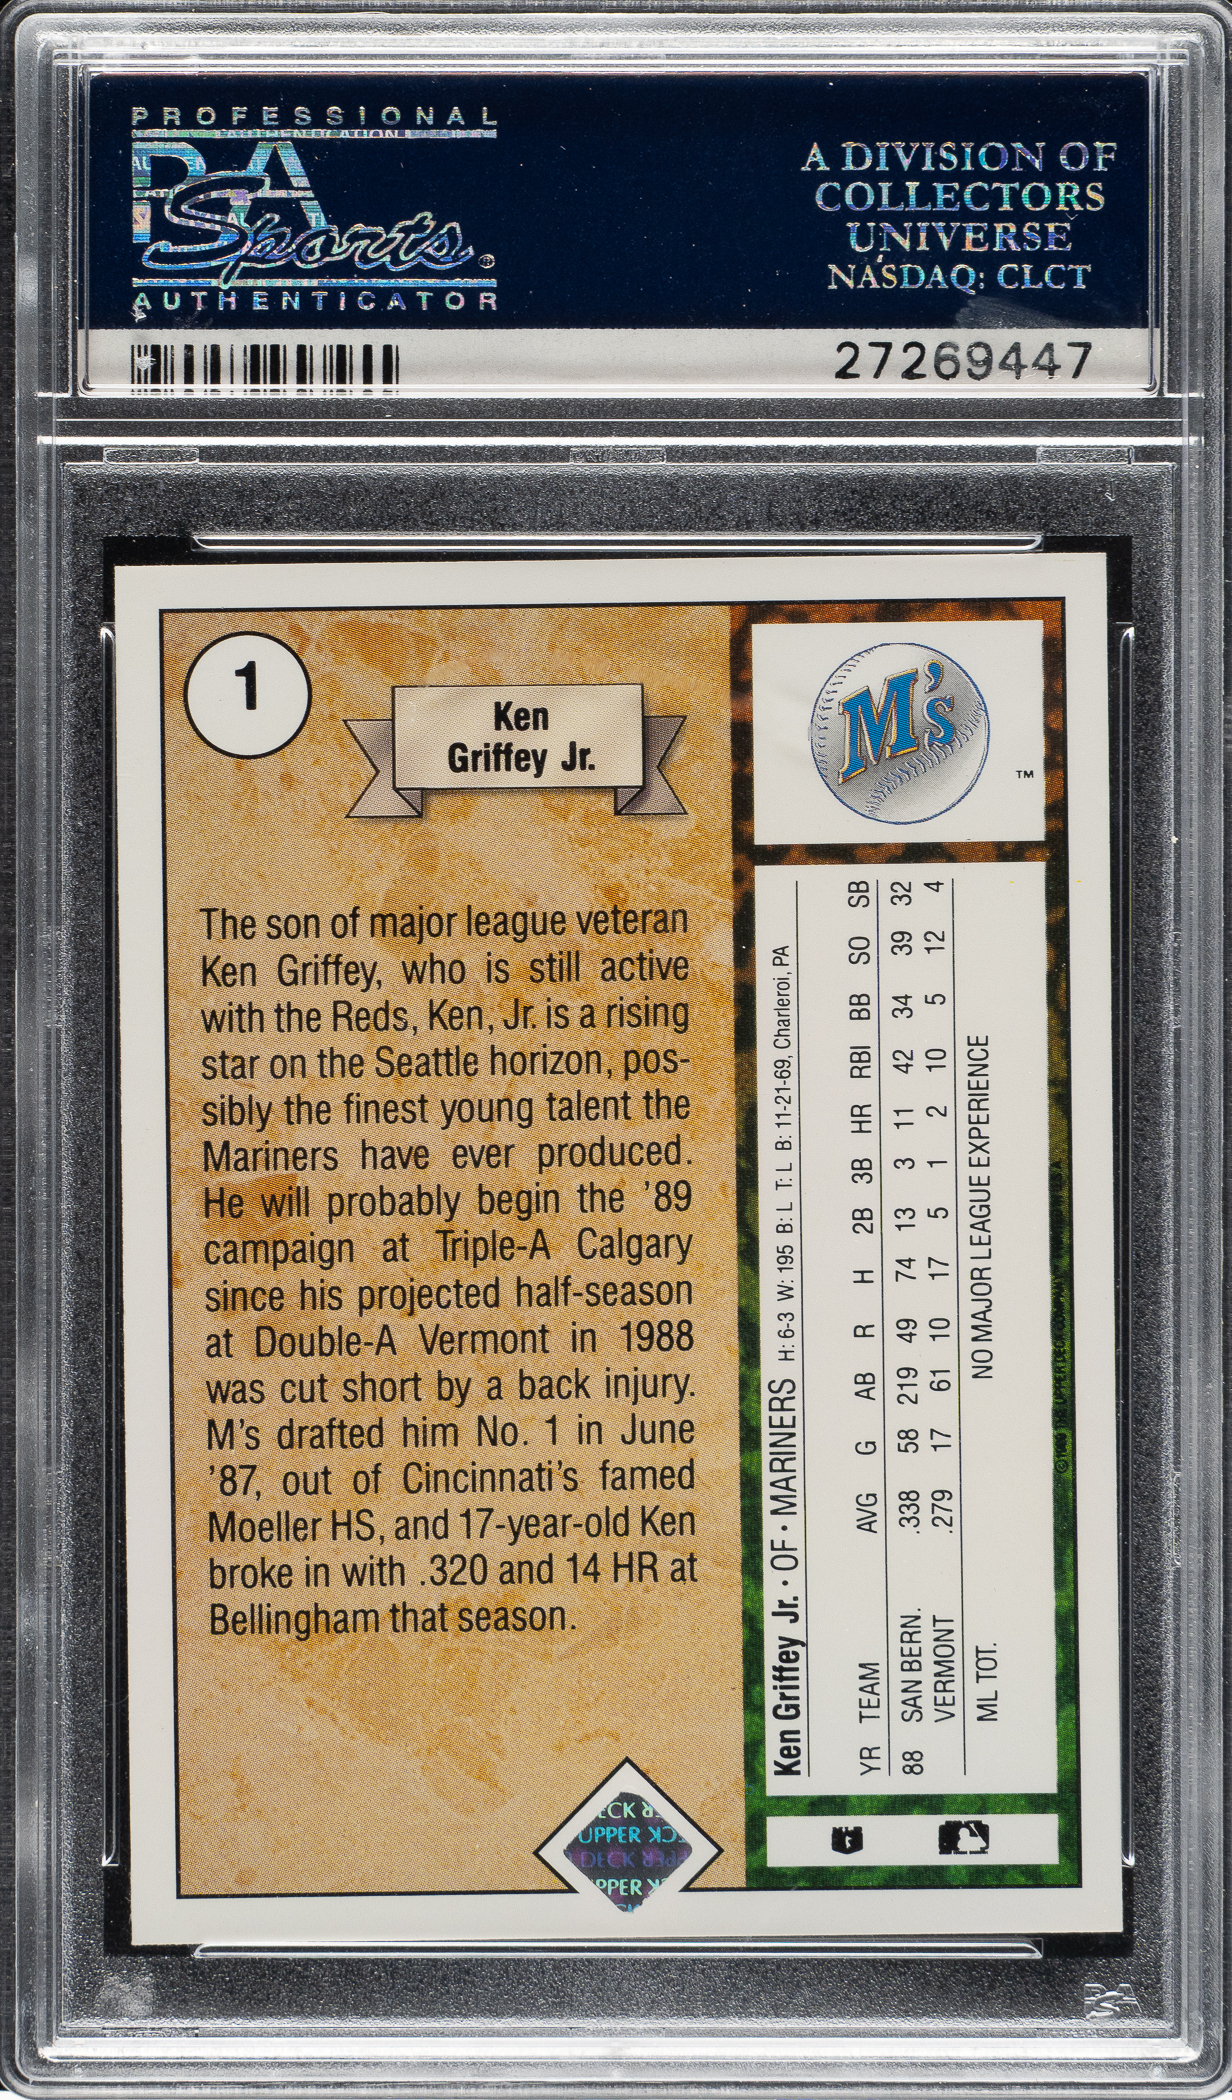 PROFESSIONAL
PSA
Sports®
AUTHENTICATOR
A DIVISION OF
COLLECTORS
UNIVERSE
NASDAQ: CLCT
27269447
1
Ken
Griffey Jr.
The son of major league veteran
Ken Griffey, who is still active
with the Reds, Ken, Jr. is a rising
star on the Seattle horizon, pos-
sibly the finest young talent the
Mariners have ever produced.
He will probably begin the '89
campaign at Triple-A Calgary
since his projected half-season
at Double-A Vermont in 1988
was cut short by a back injury.
M's drafted him No. 1 in June
'87, out of Cincinnati's famed
Moeller HS, and 17-year-old Ken
broke in with .320 and 14 HR at
Bellingham that season.
M's
TM
Ken Griffey Jr. • OF • MARINERS H: 6-3 W: 195 B: L T: L B: 11-21-69, Charleroi, PA
YR TEAM AVG G AB R H 2B 3B HR RBI BB SO SB
88 SAN BERN. .338 58 219 49 74 13 3 11 42 34 39 32
VERMONT .279 17 61 10 17 5 1 2 10 5 12 4
ML TOT. NO MAJOR LEAGUE EXPERIENCE
UPPER DECK
PSA